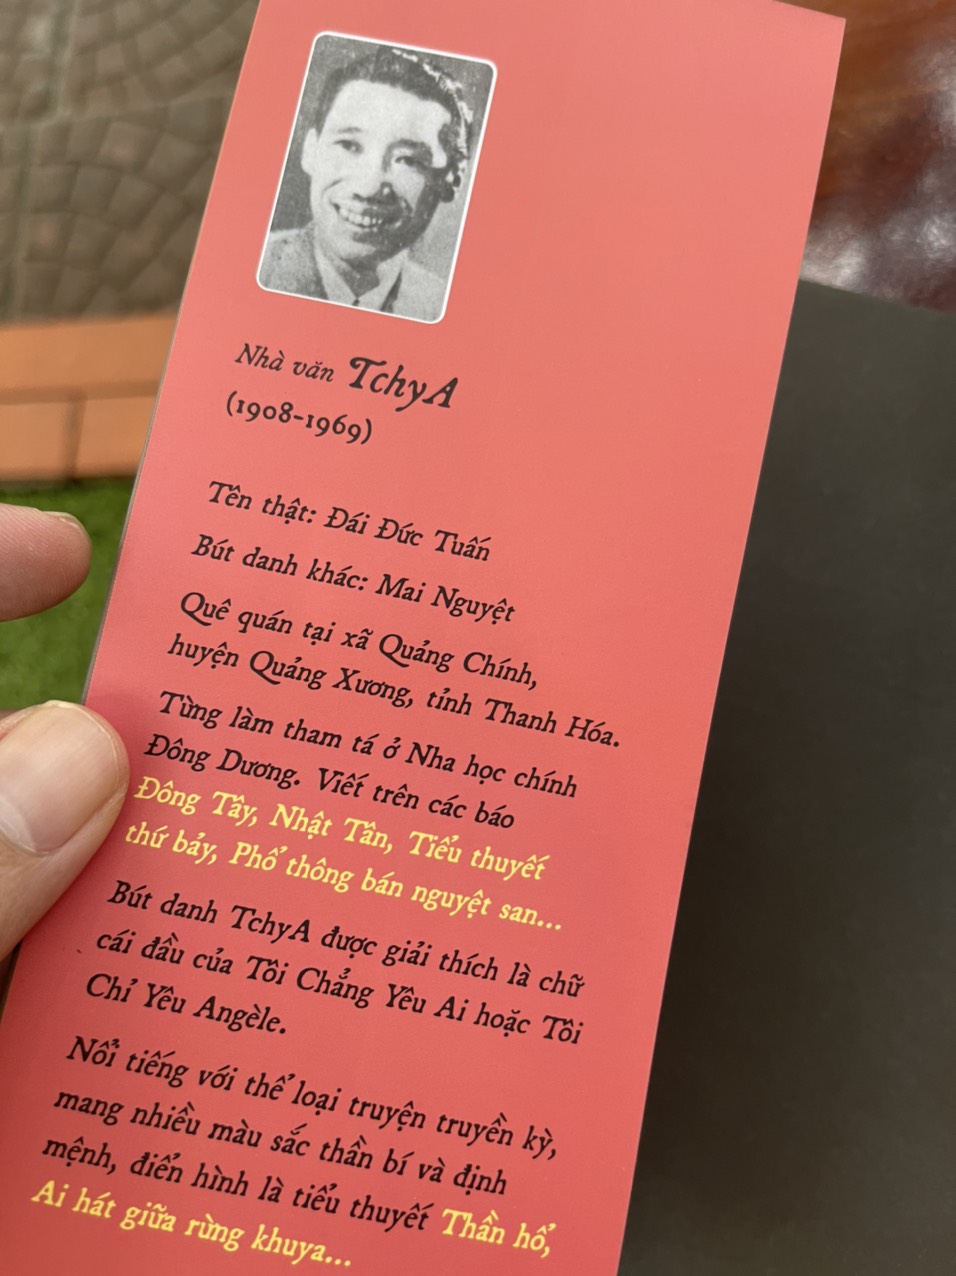 Nhà văn TchyA
(1908-1969)
Tên thật: Đái Đức Tuấn
Bút danh khác: Mai Nguyệt
Quê quán tại xã Quảng Chính,
huyện Quảng Xương, tỉnh Thanh Hóa.
Từng làm tham tá ở Nha học chính
Đông Dương. Viết trên các báo
Đông Tây, Nhật Tân, Tiểu thuyết
thứ bảy, Phổ thông bán nguyệt san...
Bút danh TchyA được giải thích là chữ
cái đầu của Tôi Chẳng Yêu Ai hoặc Tôi
Chỉ Yêu Angèle.
Nổi tiếng với thể loại truyện truyền kỳ,
mang nhiều màu sắc thần bí và định
mệnh, điển hình là tiểu thuyết Thần hổ,
Ai hát giữa rừng khuya...